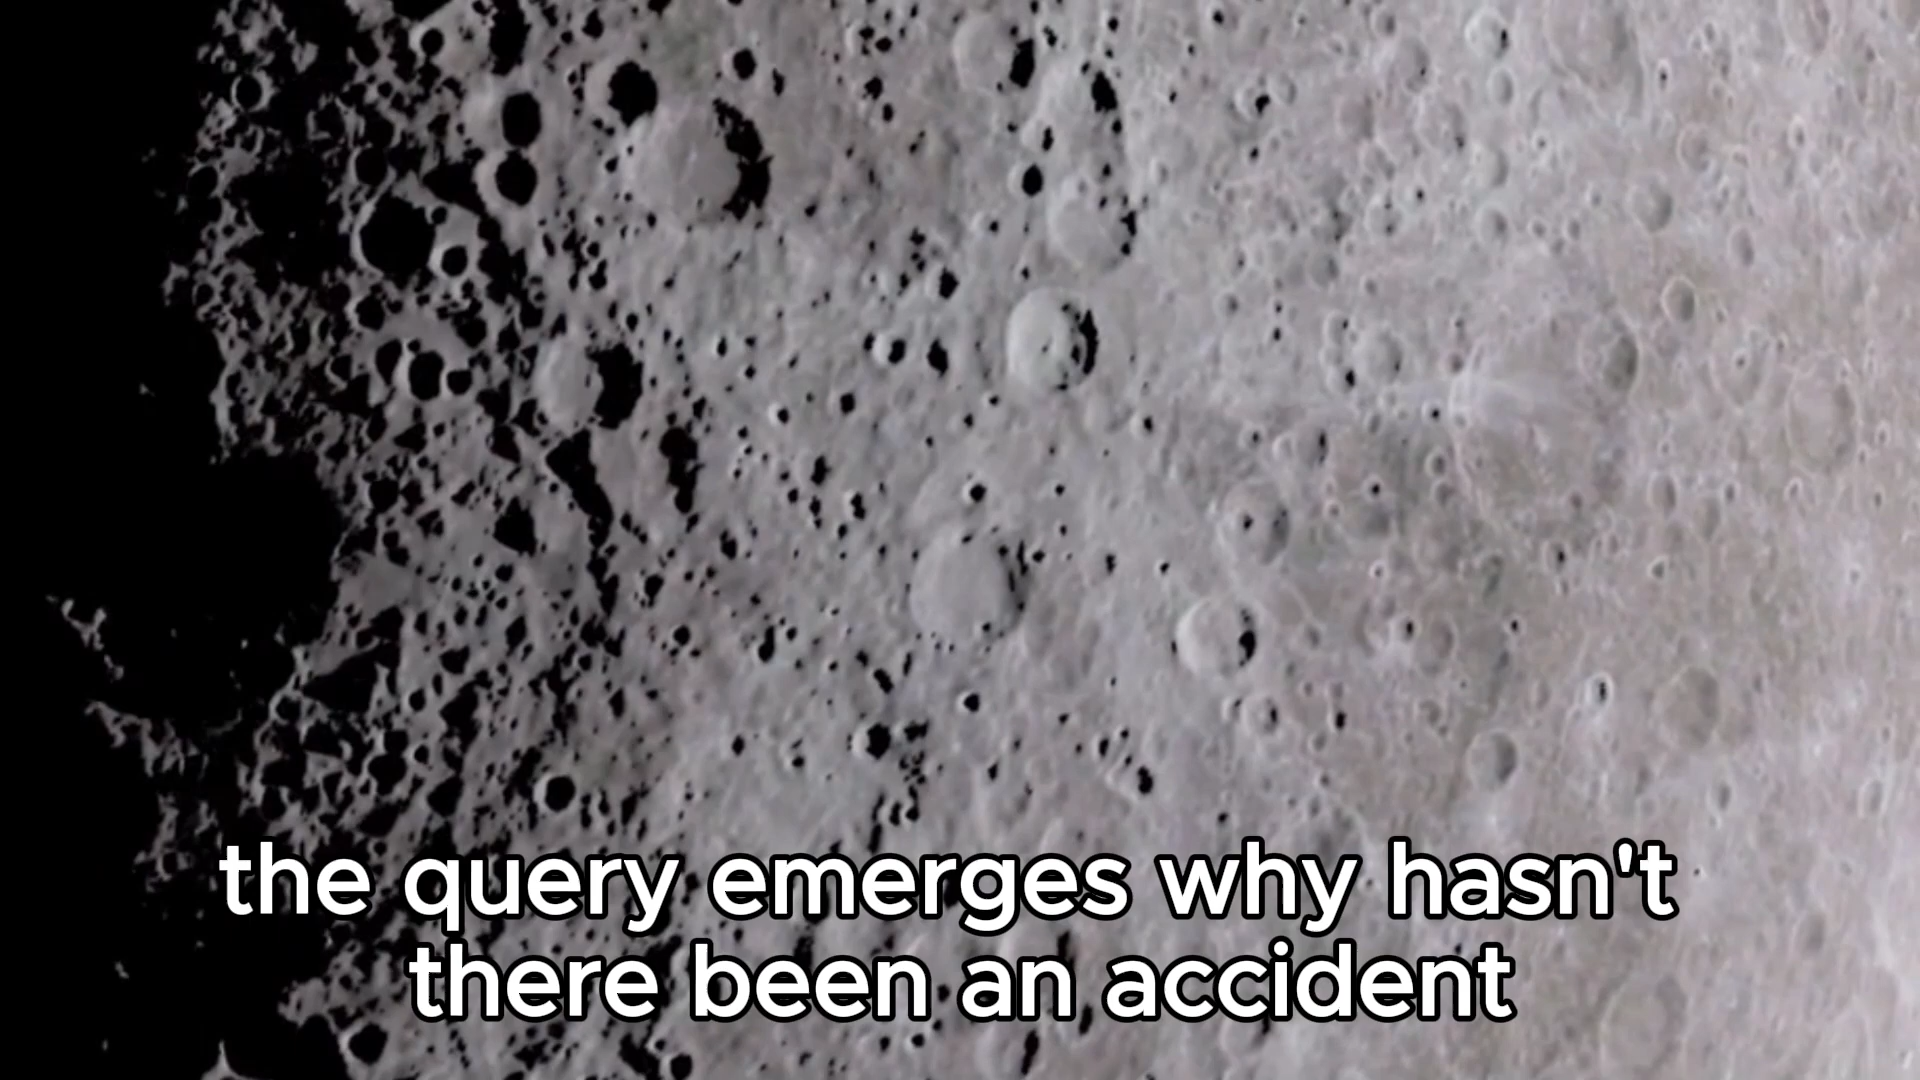 the query emerges why hasn't
there been an accident